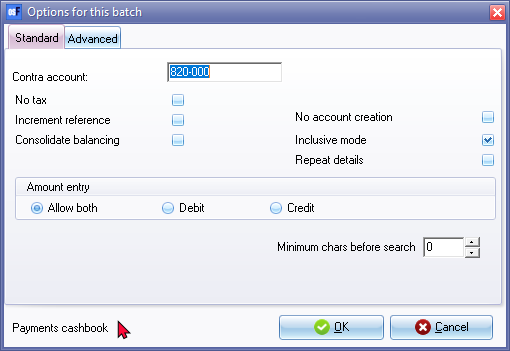 Options for this batch
Standard Advanced
Contra account: 820-000
No tax
Increment reference No account creation
Consolidate balancing Inclusive mode
Repeat details
Amount entry
Allow both Debit Credit
Minimum chars before search 0
Payments cashbook OK Cancel